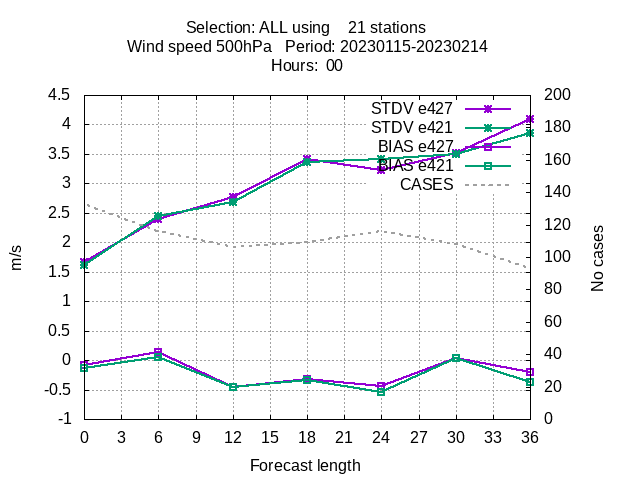 Selection: ALL using 21 stations
Wind speed 500hPa Period: 20230115-20230214
Hours: 00
4.5
4
3.5
3
2.5
2
1.5
1
0.5
0
-0.5
-1
m/s
STDV e427
STDV e421
BIAS e427
BIAS e421
CASES
200
180
160
140
120
100
80
60
40
20
0
No cases
0 3 6 9 12 15 18 21 24 27 30 33 36
Forecast length